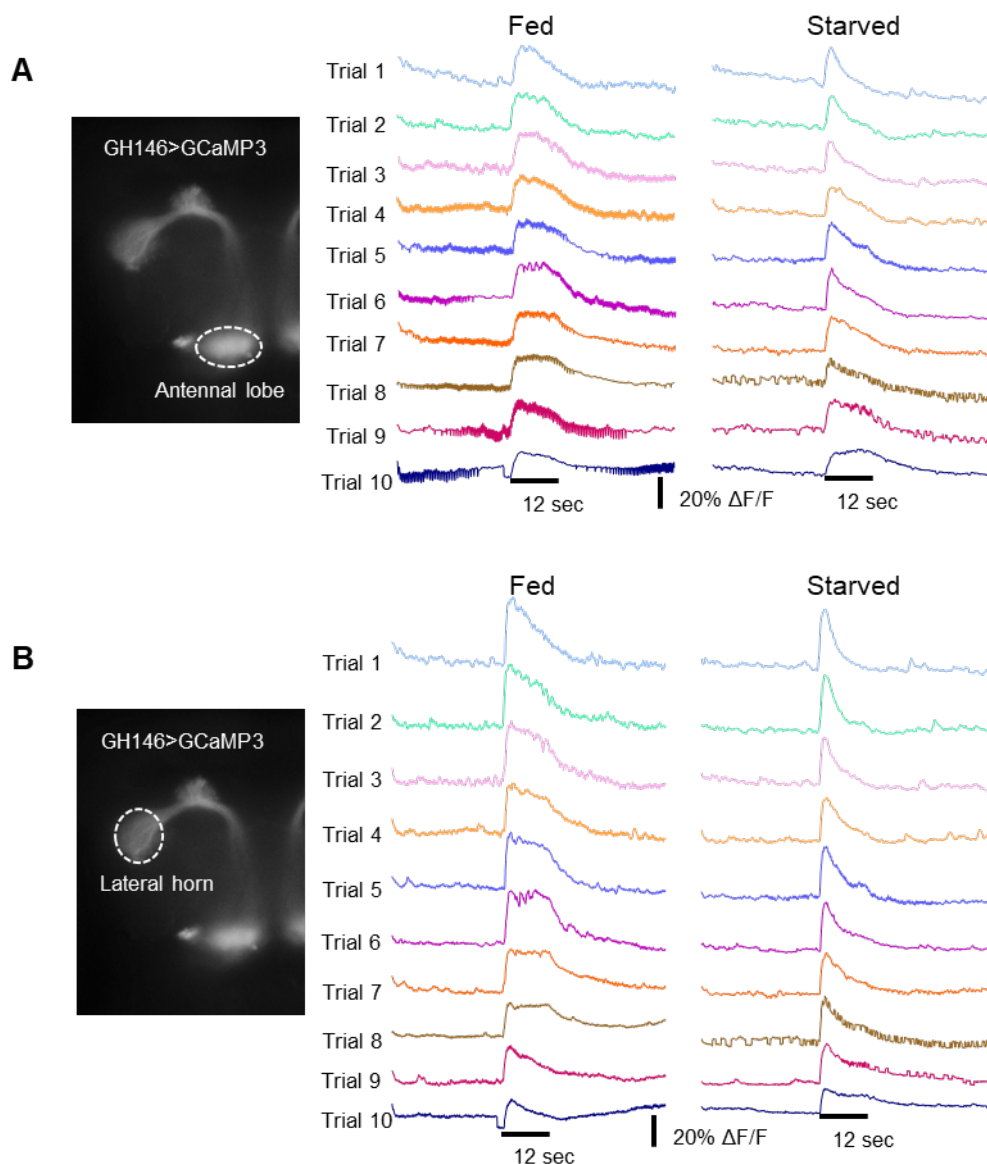 A
Fed
Starved
GH146>GCaMP3
Antennal lobe
Trial 1
Trial 2
Trial 3
Trial 4
Trial 5
Trial 6
Trial 7
Trial 8
Trial 9
Trial 10
12 sec
20% ΔF/F
12 sec
B
Fed
Starved
GH146>GCaMP3
Lateral horn
Trial 1
Trial 2
Trial 3
Trial 4
Trial 5
Trial 6
Trial 7
Trial 8
Trial 9
Trial 10
12 sec
20% ΔF/F
12 sec